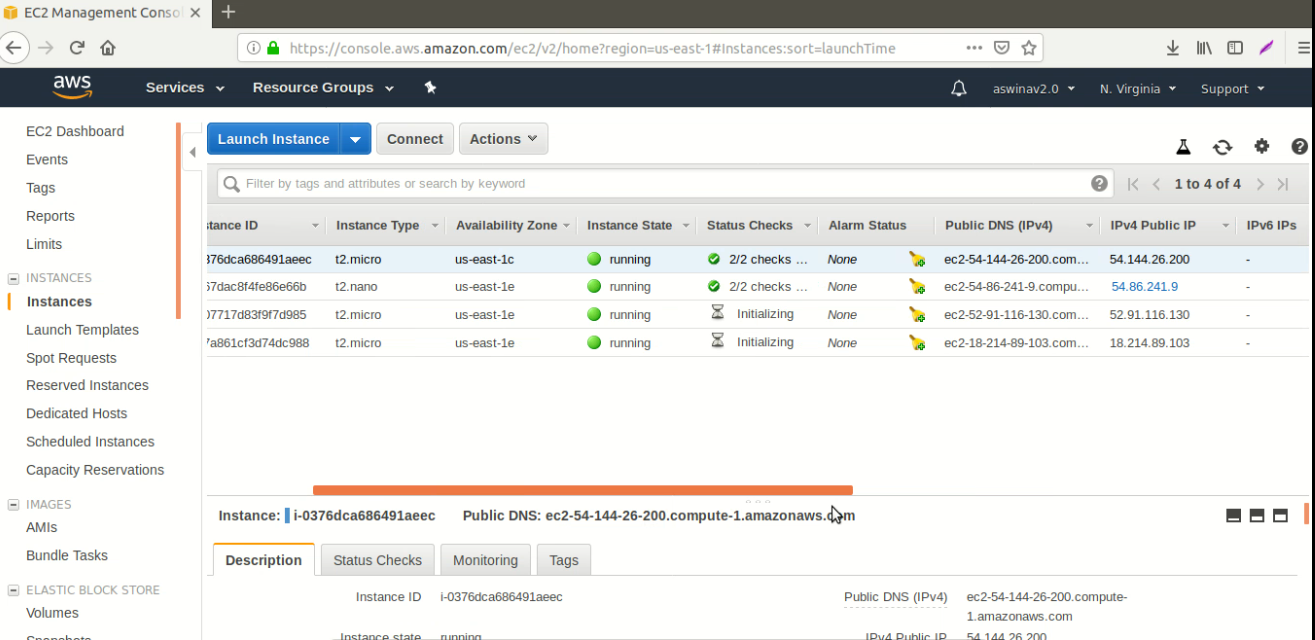 EC2 Management Consol
https://console.aws.amazon.com/ec2/v2/home?region=us-east-1#Instances:sort=launchTime
aws Services Resource Groups aswinav2.0 N. Virginia Support
EC2 Dashboard
Events
Tags
Reports
Limits
INSTANCES
Instances
Launch Templates
Spot Requests
Reserved Instances
Dedicated Hosts
Scheduled Instances
Capacity Reservations
IMAGES
AMIs
Bundle Tasks
ELASTIC BLOCK STORE
Volumes
Snapshots
Launch Instance Connect Actions
Filter by tags and attributes or search by keyword 1 to 4 of 4
stance ID Instance Type Availability Zone Instance State Status Checks Alarm Status Public DNS (IPv4) IPv4 Public IP IPv6 IPs
376dca686491aeec t2.micro us-east-1c running 2/2 checks ... None ec2-54-144-26-200.com... 54.144.26.200 -
57dac8f4fe86e66b t2.nano us-east-1e running 2/2 checks ... None ec2-54-86-241-9.compu... 54.86.241.9 -
07717d83f9f7d985 t2.micro us-east-1e running Initializing None ec2-52-91-116-130.com... 52.91.116.130 -
7a861cf3d74dc988 t2.micro us-east-1e running Initializing None ec2-18-214-89-103.com... 18.214.89.103 -
Instance: i-0376dca686491aeec Public DNS: ec2-54-144-26-200.compute-1.amazonaws.com
Description Status Checks Monitoring Tags
Instance ID i-0376dca686491aeec Public DNS (IPv4) ec2-54-144-26-200.compute-
1.amazonaws.com
Instance state running IPv4 Public IP 54.144.26.200